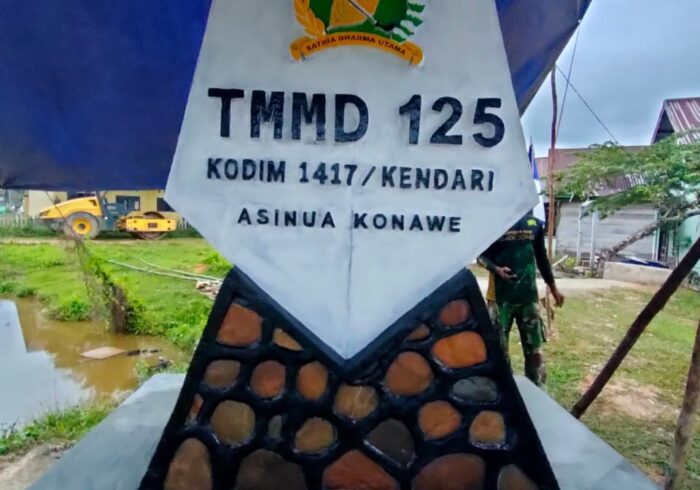 SATRIA DHARMA UTAMA
TMMD 125
KODIM 1417/KENDARI
ASINUA KONAWE